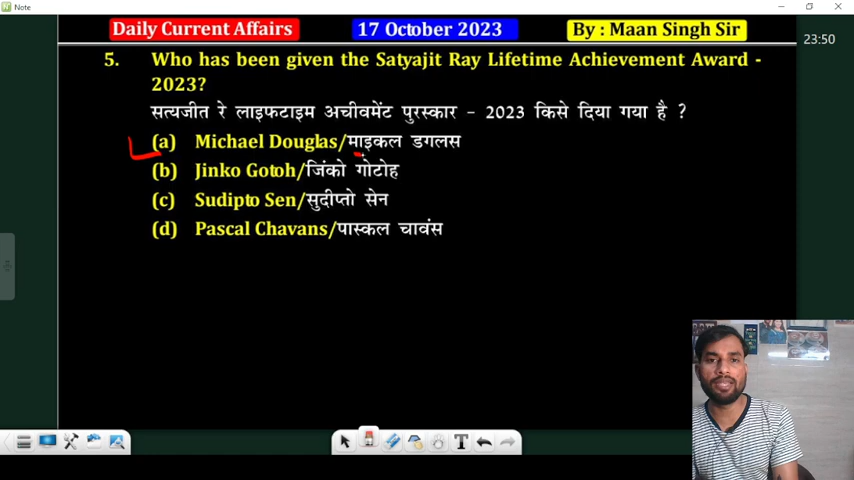 Note
Daily Current Affairs
17 October 2023
By : Maan Singh Sir
23:50
5. Who has been given the Satyajit Ray Lifetime Achievement Award -
2023?
सत्यजीत रे लाइफटाइम अचीवमेंट पुरस्कार - 2023 किसे दिया गया है ?
(a) Michael Douglas/माइकल डगलस
(b) Jinko Gotoh/जिंको गोटोह
(c) Sudipto Sen/सुदीप्तो सेन
(d) Pascal Chavans/पास्कल चावंस